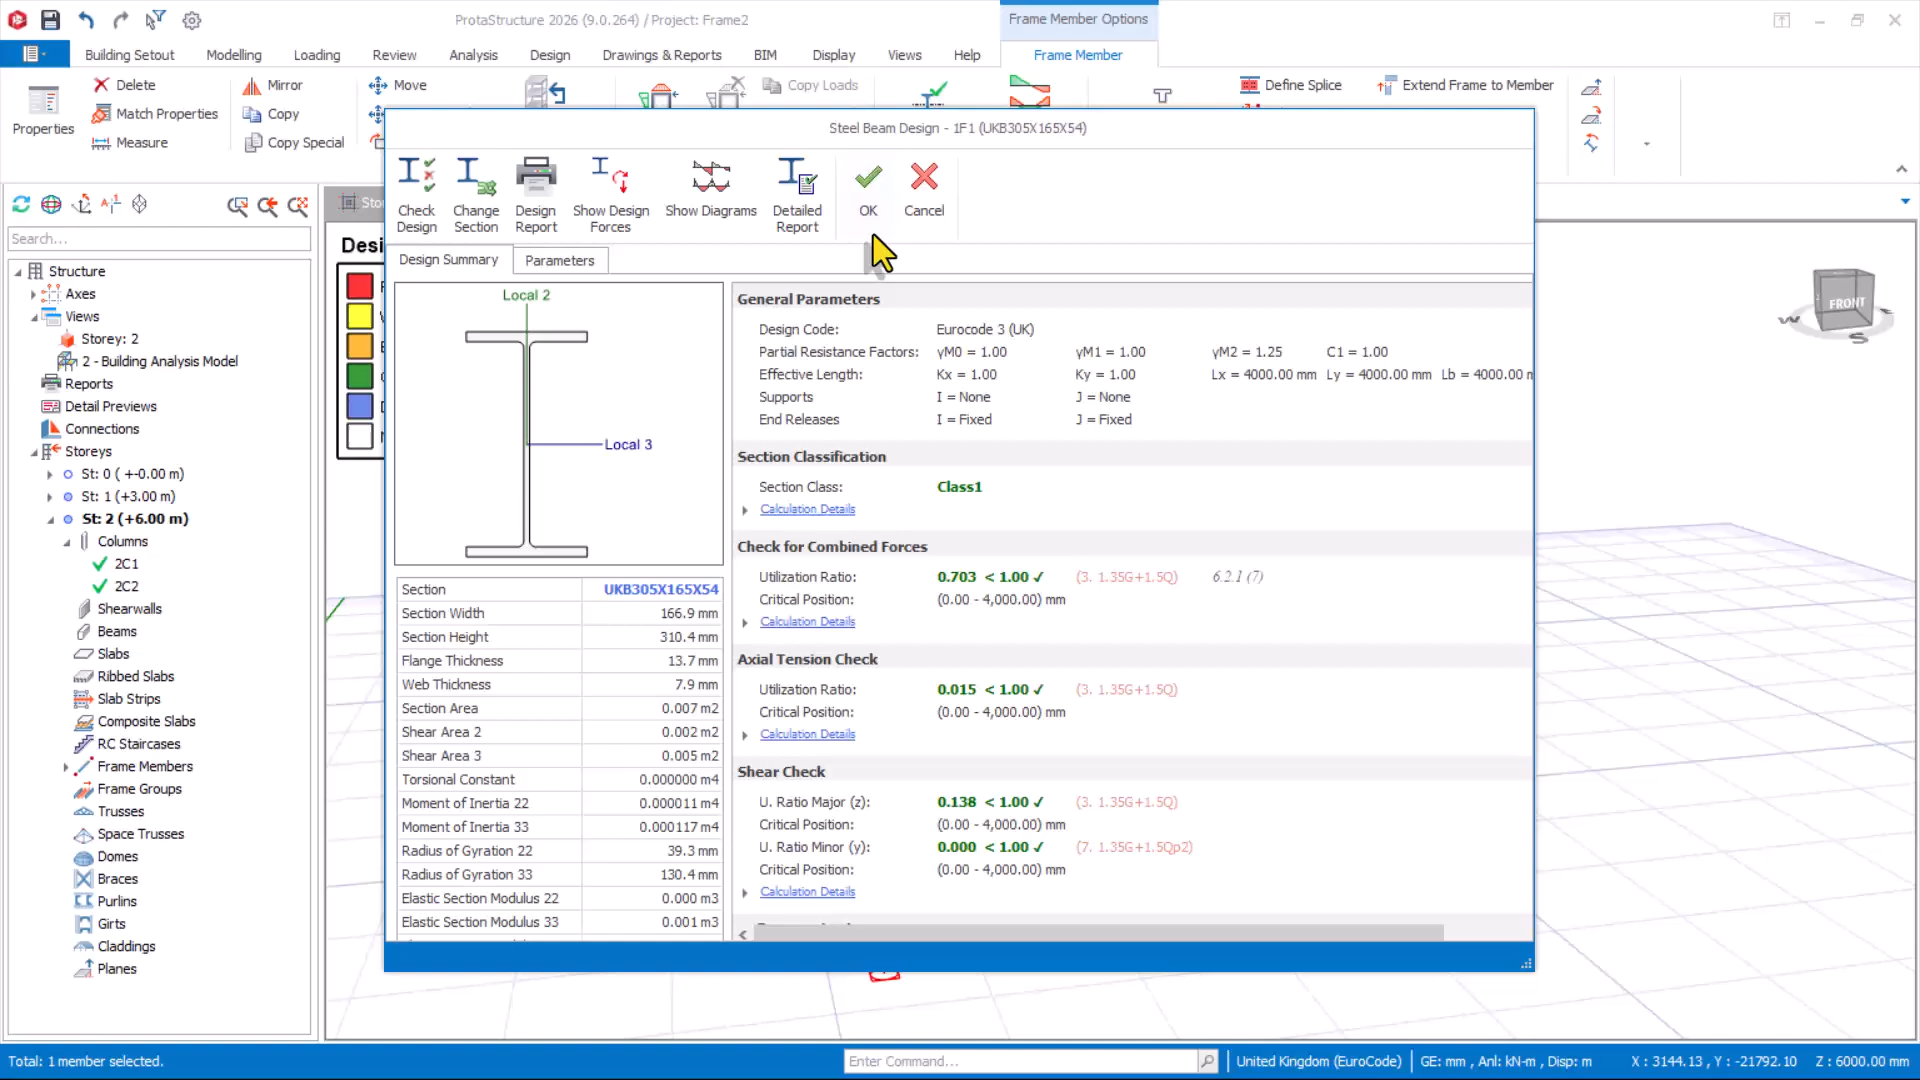 ProtaStructure 2026 (9.0.264) / Project: Frame2
Frame Member Options
Building Setout
Modelling
Loading
Review
Analysis
Design
Drawings & Reports
BIM
Display
Views
Help
Frame Member
Properties
Delete
Match Properties
Measure
Mirror
Copy
Copy Special
Move
Copy Loads
Define Splice
Extend Frame to Member
Steel Beam Design - 1F1 (UKB305X165X54)
Check Design
Change Section
Design Report
Show Design Forces
Show Diagrams
Detailed Report
OK
Cancel
Design Summary
Parameters
Search...
Structure
Axes
Views
Storey: 2
2 - Building Analysis Model
Reports
Detail Previews
Connections
Storeys
St: 0 ( +-0.00 m)
St: 1 (+3.00 m)
St: 2 (+6.00 m)
Columns
2C1
2C2
Shearwalls
Beams
Slabs
Ribbed Slabs
Slab Strips
Composite Slabs
RC Staircases
Frame Members
Frame Groups
Trusses
Space Trusses
Domes
Braces
Purlins
Girts
Claddings
Planes
Local 2
Local 3
Section UKB305X165X54
Section Width 166.9 mm
Section Height 310.4 mm
Flange Thickness 13.7 mm
Web Thickness 7.9 mm
Section Area 0.007 m2
Shear Area 2 0.002 m2
Shear Area 3 0.005 m2
Torsional Constant 0.000000 m4
Moment of Inertia 22 0.000011 m4
Moment of Inertia 33 0.000117 m4
Radius of Gyration 22 39.3 mm
Radius of Gyration 33 130.4 mm
Elastic Section Modulus 22 0.000 m3
Elastic Section Modulus 33 0.001 m3
General Parameters
Design Code: Eurocode 3 (UK)
Partial Resistance Factors: γM0 = 1.00 γM1 = 1.00 γM2 = 1.25 C1 = 1.00
Effective Length: Kx = 1.00 Ky = 1.00 Lx = 4000.00 mm Ly = 4000.00 mm Lb = 4000.00
Supports I = None J = None
End Releases I = Fixed J = Fixed
Section Classification
Section Class: Class1
Calculation Details
Check for Combined Forces
Utilization Ratio: 0.703 < 1.00 ✓ (3. 1.35G+1.5Q) 6.2.1 (7)
Critical Position: (0.00 - 4,000.00) mm
Calculation Details
Axial Tension Check
Utilization Ratio: 0.015 < 1.00 ✓ (3. 1.35G+1.5Q)
Critical Position: (0.00 - 4,000.00) mm
Calculation Details
Shear Check
U. Ratio Major (z): 0.138 < 1.00 ✓ (3. 1.35G+1.5Q)
Critical Position: (0.00 - 4,000.00) mm
U. Ratio Minor (y): 0.000 < 1.00 ✓ (7. 1.35G+1.5Qp2)
Critical Position: (0.00 - 4,000.00) mm
Calculation Details
FRONT
W
S
Total: 1 member selected.
Enter Command...
United Kingdom (EuroCode)
GE: mm , Anl: kN-m , Disp: m
X : 3144.13 , Y : -21792.10 Z : 6000.00 mm